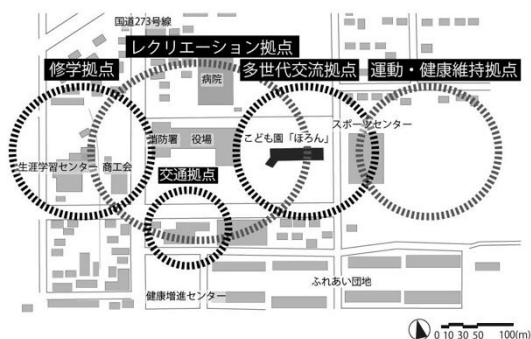 国道273号線
レクリエーション拠点
修学拠点
多世代交流拠点
運動・健康維持拠点
病院
スポーツセンター
消防署
役場
こども園「ほろん」
生涯学習センター
商工会
交通拠点
ふれあい団地
健康増進センター
0 10 30 50 100(m)